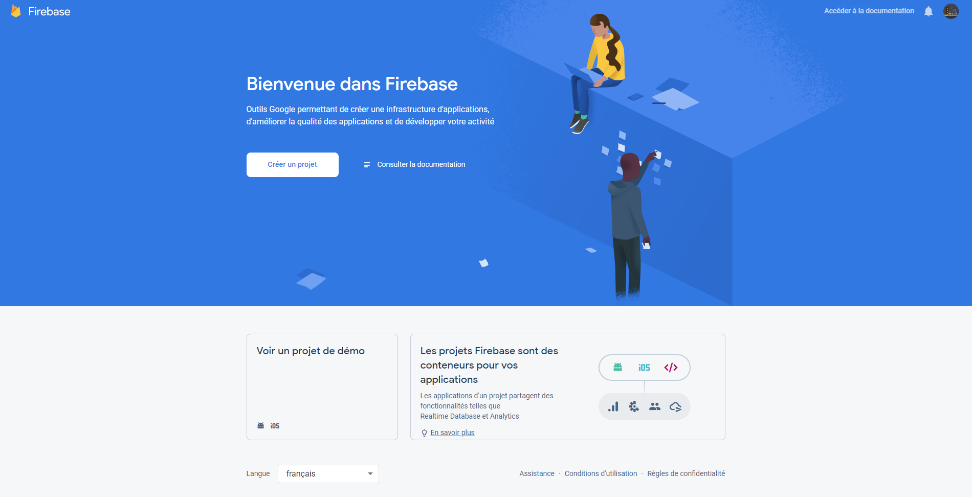 Firebase
Accéder à la documentation
Bienvenue dans Firebase
Outils Google permettant de créer une infrastructure d'applications,
d'améliorer la qualité des applications et de développer votre activité
Créer un projet
Consulter la documentation
Voir un projet de démo
iOS
Les projets Firebase sont des
conteneurs pour vos
applications
Les applications d'un projet partagent des
fonctionnalités telles que
Realtime Database et Analytics
En savoir plus
iOS </>
Langue français
Assistance · Conditions d'utilisation · Règles de confidentialité